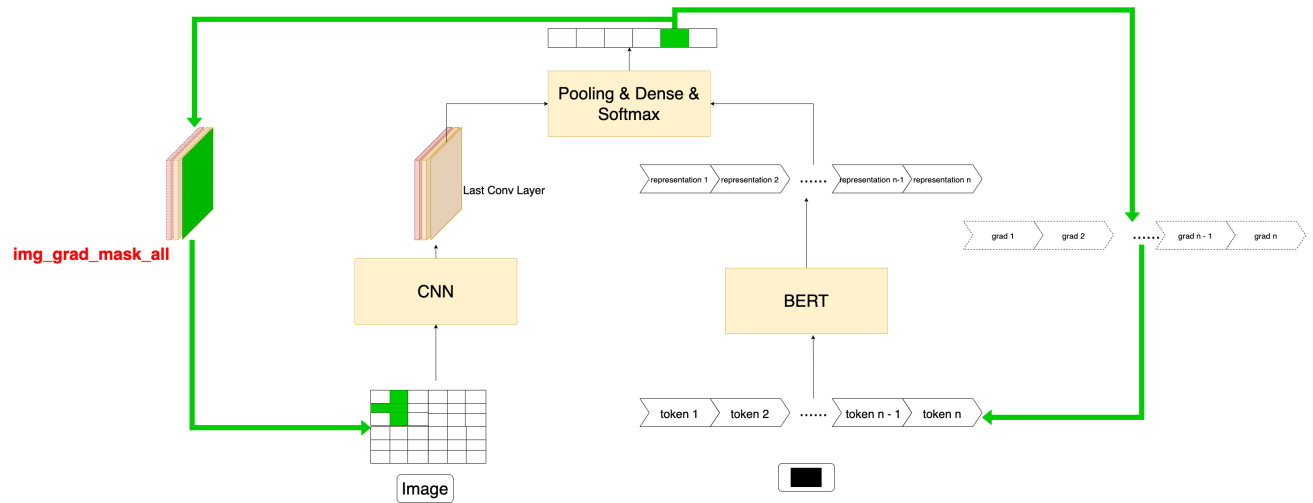 Pooling & Dense &
Softmax
Last Conv Layer
representation 1 representation 2 ...... representation n-1 representation n
img_grad_mask_all
grad 1 grad 2 ...... grad n - 1 grad n
CNN
BERT
token 1 token 2 ...... token n - 1 token n
Image